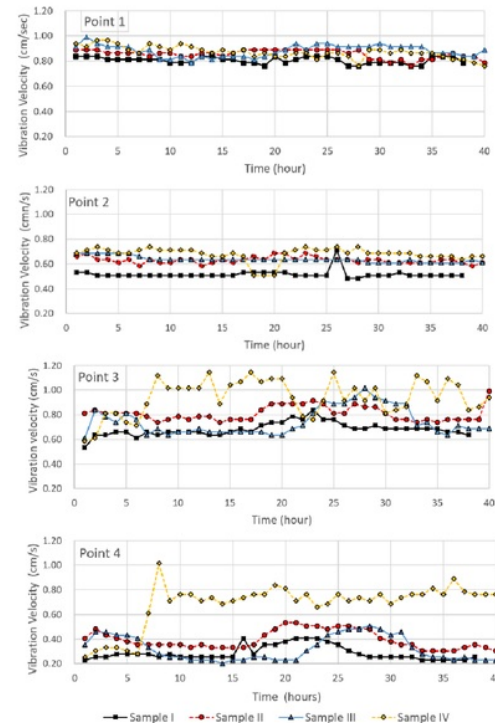 Point 1
Vibration Velocity (cm/sec)
1.20
1.00
0.80
0.60
0.40
0.20
0 5 10 15 20 25 30 35 40
Time (hour)
Point 2
Vibration Velocity (cmn/s)
1.20
1.00
0.80
0.60
0.40
0.20
0 5 10 15 20 25 30 35 40
Time (hour)
Point 3
Vibration velocity (cm/s)
1.20
1.00
0.80
0.60
0.40
0.20
0 5 10 15 20 25 30 35 40
Time (hour)
Point 4
Vibration Velocity (cm/s)
1.20
1.00
0.80
0.60
0.40
0.20
0 5 10 15 20 25 30 35 40
Time (hours)
Sample I Sample II Sample III Sample IV